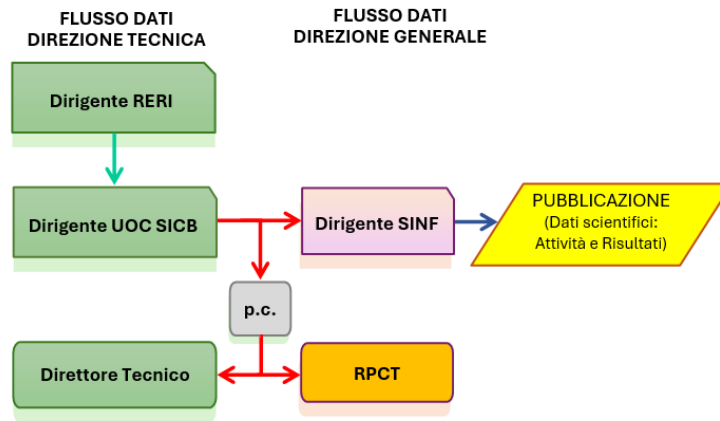 FLUSSO DATI
DIREZIONE TECNICA
FLUSSO DATI
DIREZIONE GENERALE
Dirigente RERI
Dirigente UOC SICB
Dirigente SINF
PUBBLICAZIONE
(Dati scientifici:
Attività e Risultati)
p.c.
Direttore Tecnico
RPCT